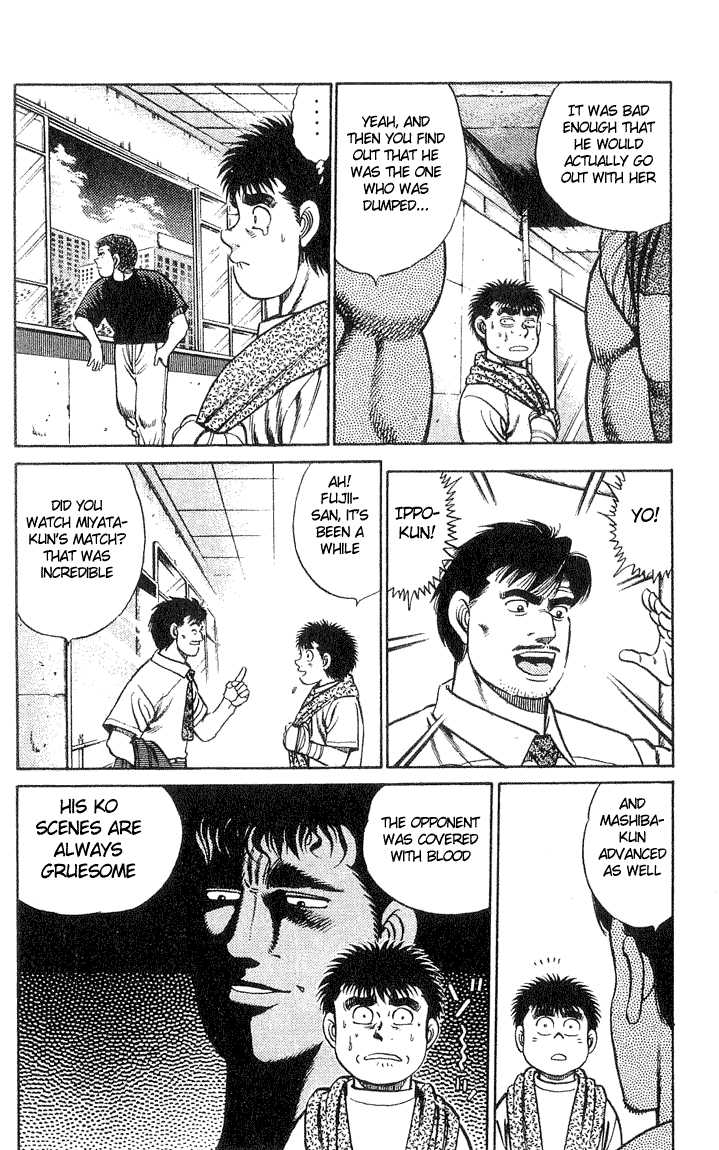 IT WAS BAD
ENOUGH THAT
HE WOULD
ACTUALLY GO
OUT WITH HER
YEAH, AND
THEN YOU FIND
OUT THAT HE
WAS THE ONE
WHO WAS
DUMPED...
...
YO!
IPPO-
KUN!
AH!
FUJII-
SAN, IT'S
BEEN A
WHILE
DID YOU
WATCH MIYATA-
KUN'S MATCH?
THAT WAS
INCREDIBLE
AND
MASHIBA-
KUN
ADVANCED
AS WELL
THE OPPONENT
WAS COVERED
WITH BLOOD
HIS KO
SCENES ARE
ALWAYS
GRUESOME